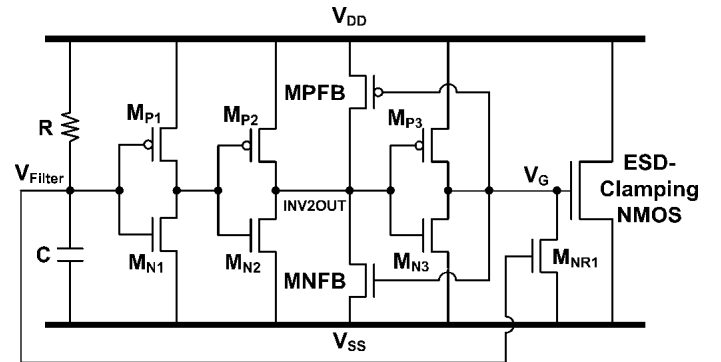 VDD
MPFB
MP1
MP2
MP3
R
VFilter
INV2OUT
VG
ESD-
Clamping
NMOS
C
MN1
MN2
MNFB
MN3
MNR1
VSS